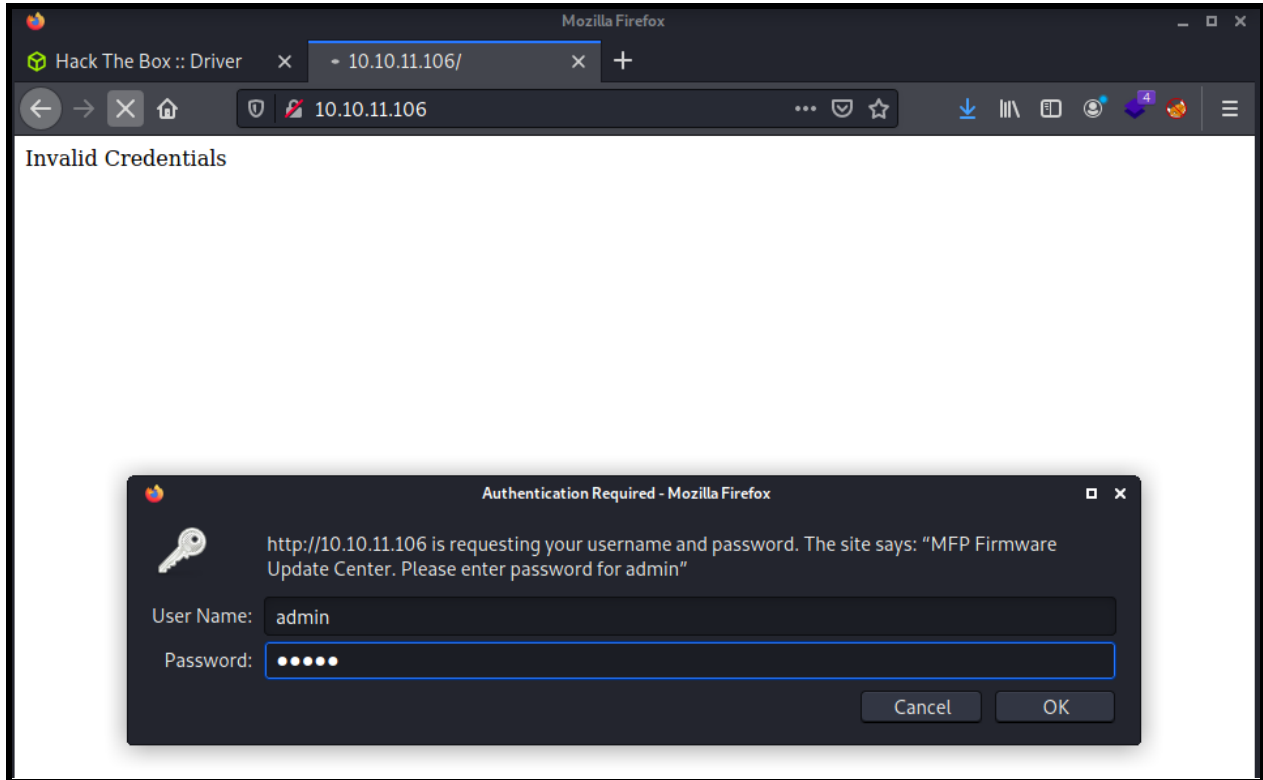 Mozilla Firefox
Hack The Box :: Driver
10.10.11.106/
10.10.11.106
4
Invalid Credentials
Authentication Required - Mozilla Firefox
http://10.10.11.106 is requesting your username and password. The site says: “MFP Firmware
Update Center. Please enter password for admin”
User Name: admin
Password: •••••
Cancel OK